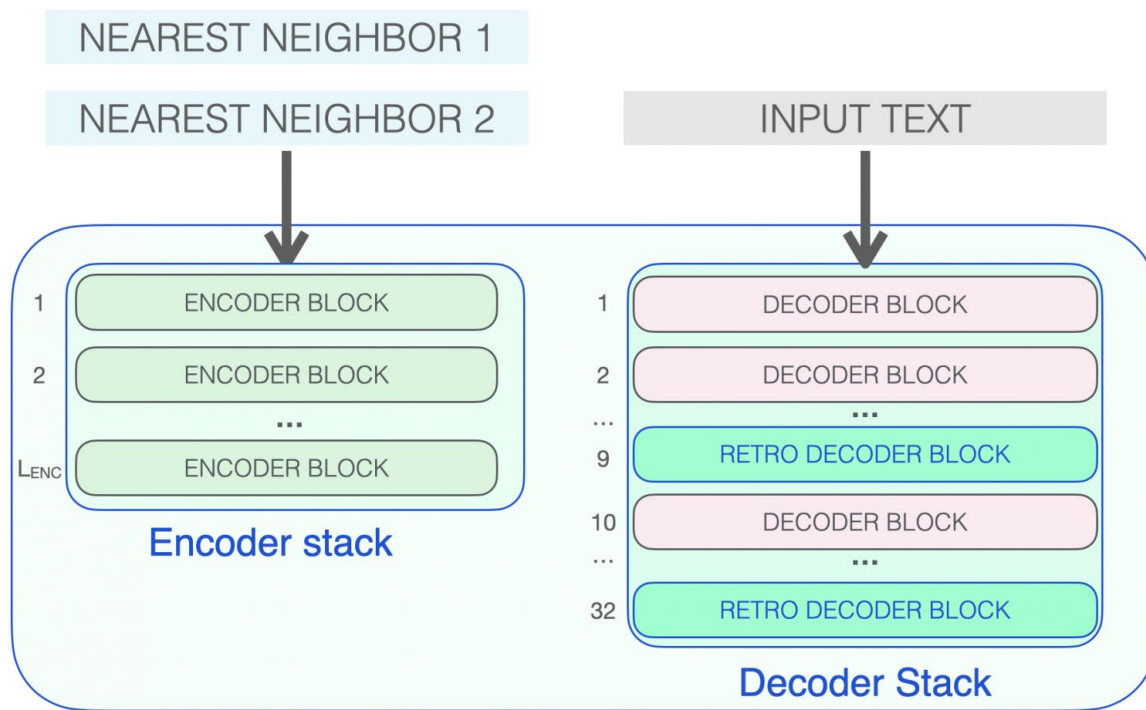 NEAREST NEIGHBOR 1
NEAREST NEIGHBOR 2
1 ENCODER BLOCK
2 ENCODER BLOCK
...
LENC ENCODER BLOCK
Encoder stack
INPUT TEXT
1 DECODER BLOCK
2 DECODER BLOCK
... ...
9 RETRO DECODER BLOCK
10 DECODER BLOCK
... ...
32 RETRO DECODER BLOCK
Decoder Stack